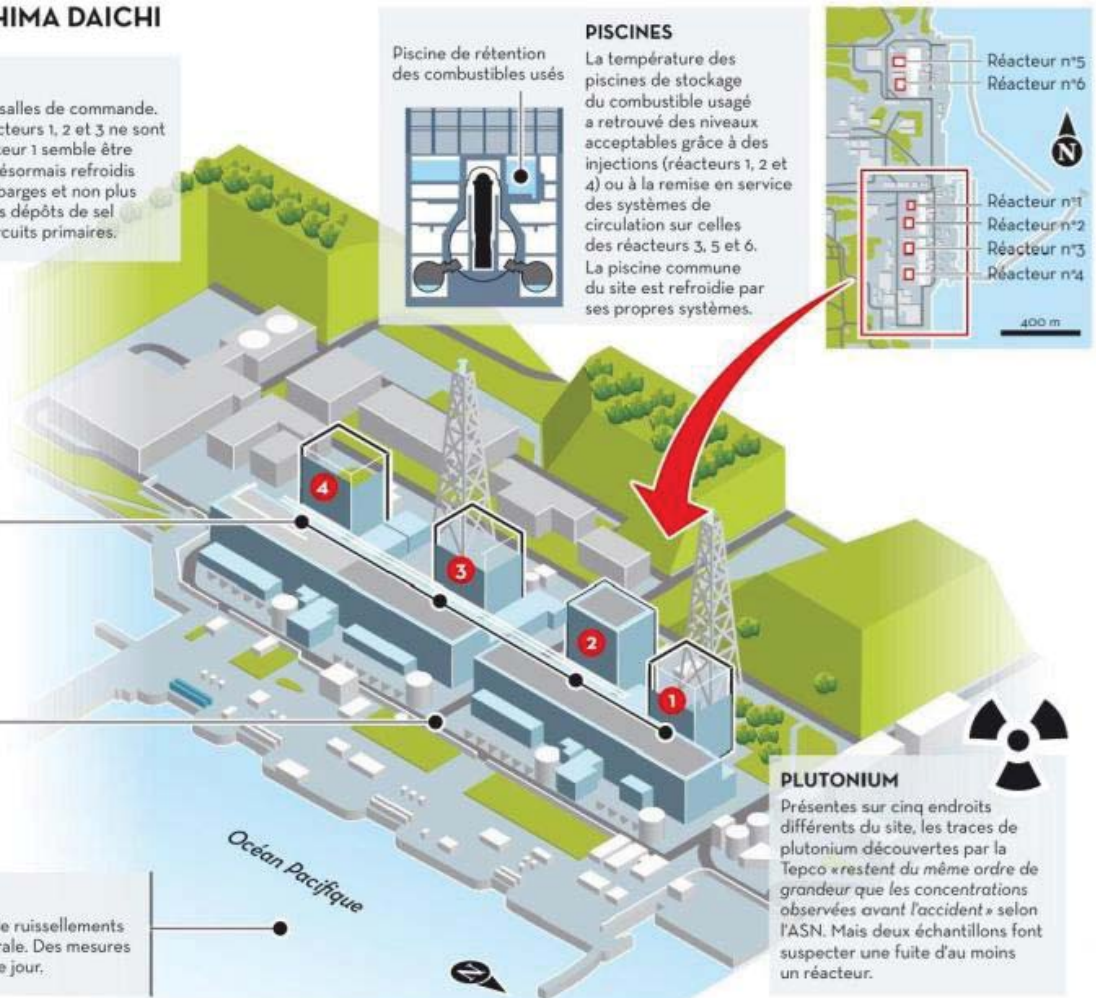 HIMA DAICHI
salles de commande.
cteurs 1, 2 et 3 ne sont
eur 1 semble être
ésormais refroidis
barges et non plus
s dépôts de sel
rcuits primaires.
Piscine de rétention
des combustibles usés
PISCINES
La température des
piscines de stockage
du combustible usagé
a retrouvé des niveaux
acceptables grâce à des
injections (réacteurs 1, 2 et
4) ou à la remise en service
des systèmes de
circulation sur celles
des réacteurs 3, 5 et 6.
La piscine commune
du site est refroidie par
ses propres systèmes.
Réacteur n°5
Réacteur n°6
N
Réacteur n°1
Réacteur n°2
Réacteur n°3
Réacteur n°4
400 m
4
3
2
1
Océan Pacifique
e ruissellements
rale. Des mesures
e jour.
N
PLUTONIUM
Présentes sur cinq endroits
différents du site, les traces de
plutonium découvertes par la
Tepco «restent du même ordre de
grandeur que les concentrations
observées avant l'accident» selon
l'ASN. Mais deux échantillons font
suspecter une fuite d'au moins
un réacteur.